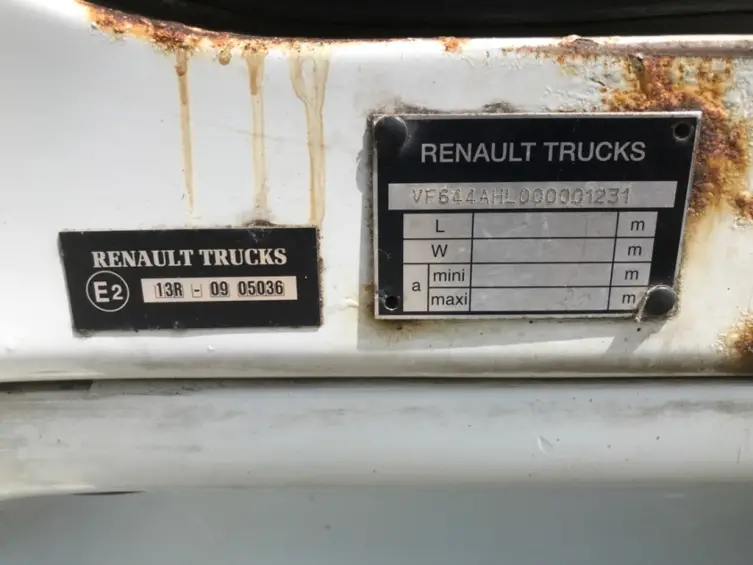 RENAULT TRUCKS
E2
13R - 09 05036
RENAULT TRUCKS
VF644AHL000001231
L m
W m
a mini m
maxi m